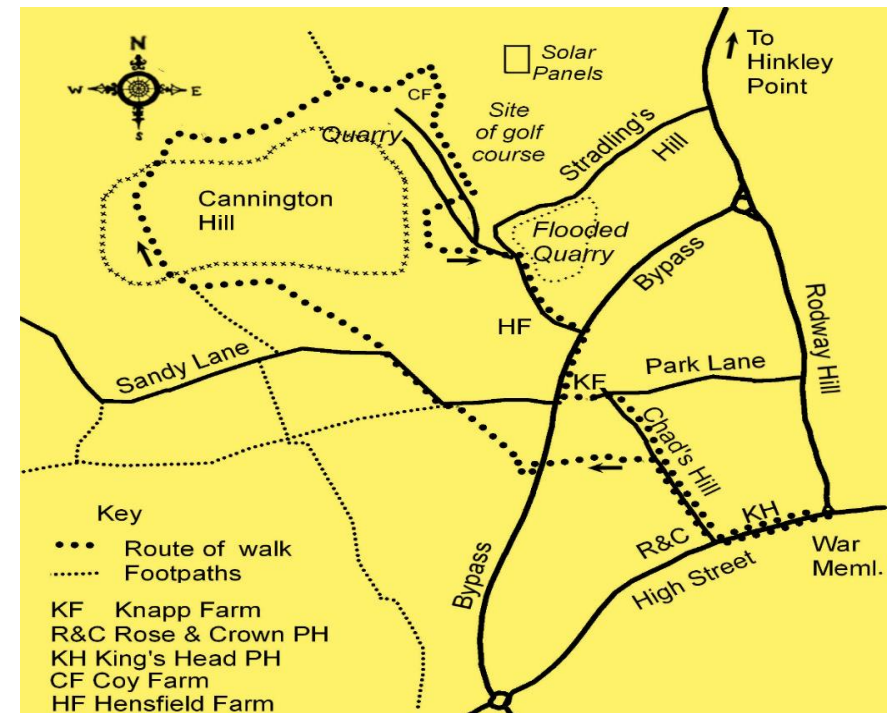 N
W
E
S
To
Hinkley
Point
Solar
Panels
CF
Site
of golf
course
Quarry
Stradling's
Hill
Cannington
Hill
Flooded
Quarry
Bypass
HF
Rodway Hill
Sandy Lane
KF
Park Lane
Chad's Hill
KH
R&C
High Street
War
Meml.
Bypass
Key
Route of walk
Footpaths
KF Knapp Farm
R&C Rose & Crown PH
KH King's Head PH
CF Coy Farm
HF Hensfield Farm